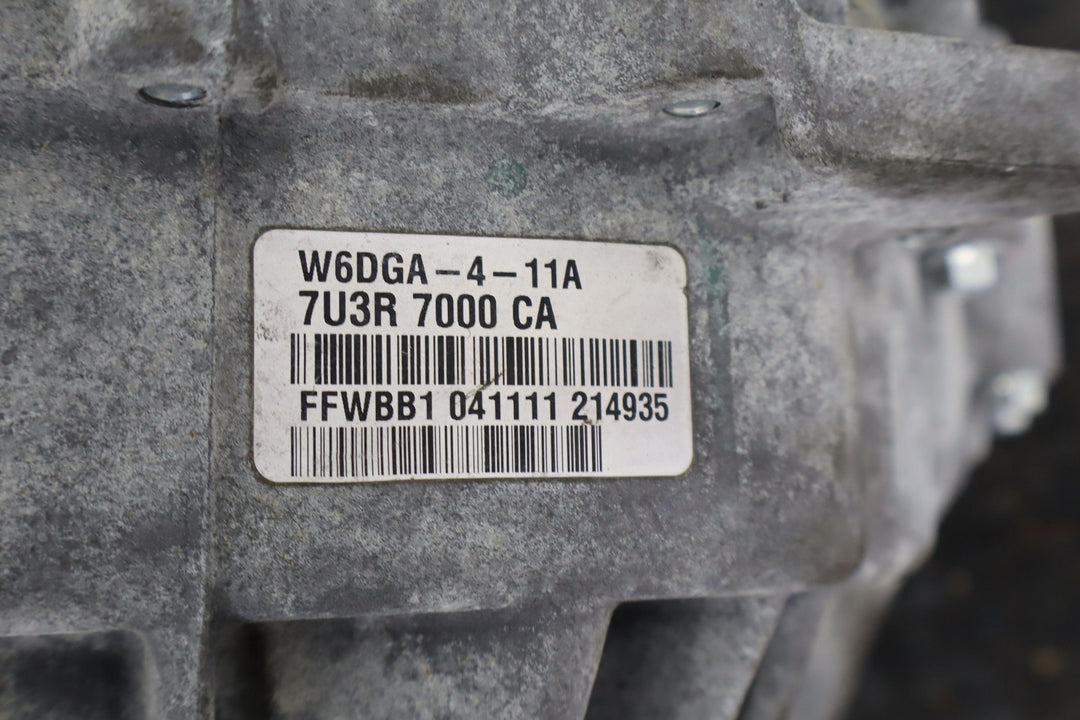 W6DGA-4-11A
7U3R 7000 CA
FFWBB1 041111 214935